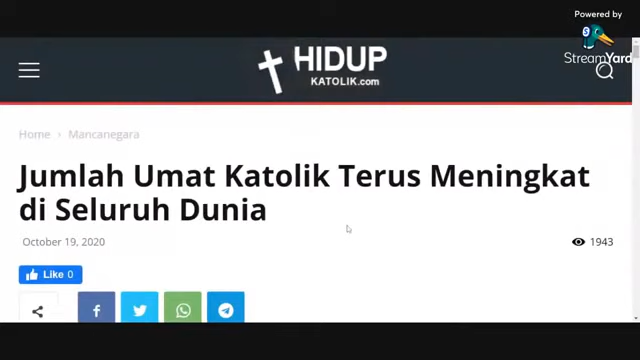 Powered by
StreamYard
HIDUP
KATOLIK.com
Home > Mancanegara
Jumlah Umat Katolik Terus Meningkat
di Seluruh Dunia
October 19, 2020
1943
Like 0